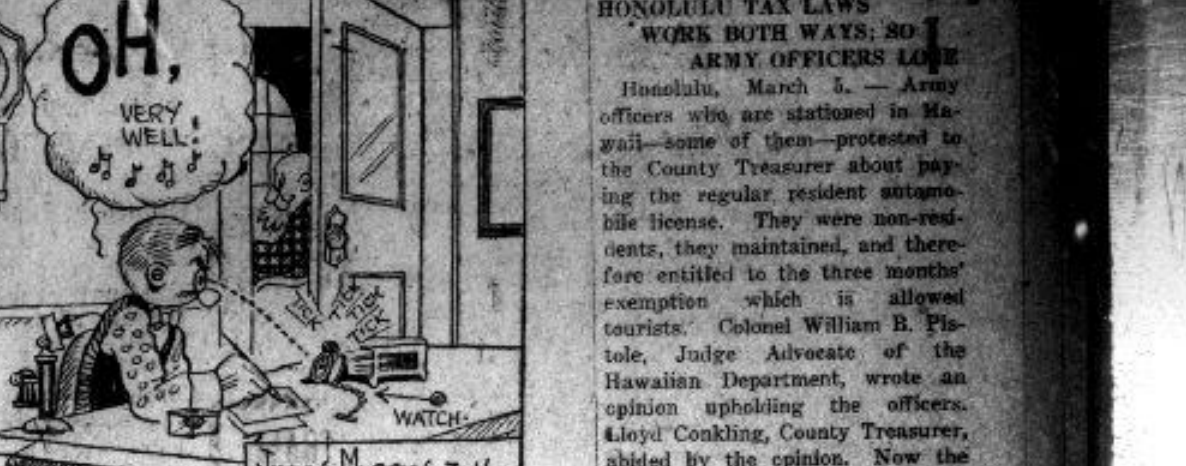 OH,
VERY
WELL!
TICK
TICK
TICK
TICK
WATCH
HONOLULU TAX LAWS
WORK BOTH WAYS; SO
ARMY OFFICERS LOSE
Honolulu, March 5. — Army
officers who are stationed in Ha-
waii—some of them—protested to
the County Treasurer about pay-
ing the regular resident automo-
bile license. They were non-resi-
dents, they maintained, and there-
fore entitled to the three months'
exemption which is allowed
tourists. Colonel William B. Pis-
tole, Judge Advocate of the
Hawaiian Department, wrote an
opinion upholding the officers.
Lloyd Conkling, County Treasurer,
abided by the opinion. Now the